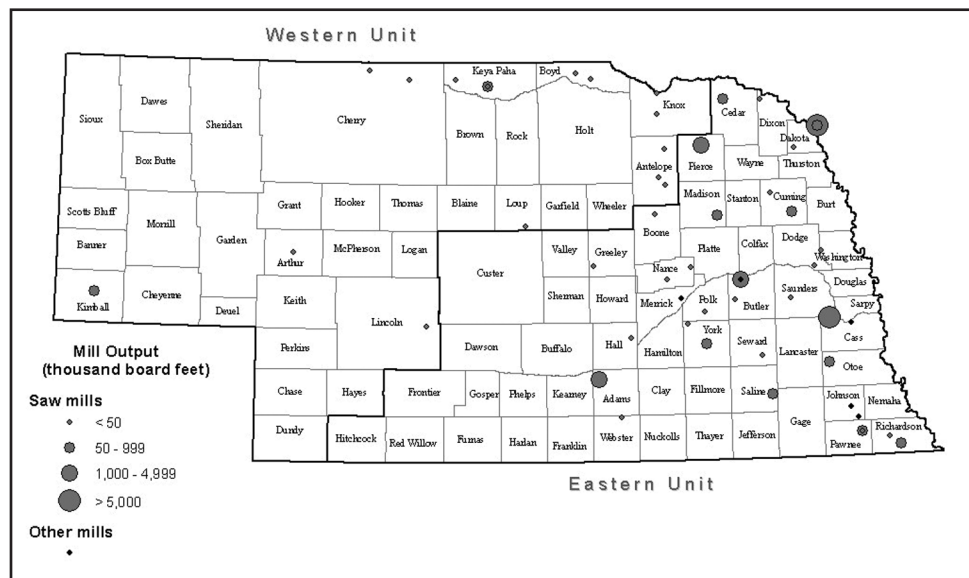 Western Unit
Keya Paha
Boyd
Sioux
Dawes
Sheridan
Cherry
Knox
Cedar
Dixon
Dakota
Brown
Rock
Holt
Box Butte
Antelope
Fierce
Wayne
Thurston
Scotts Bluff
Morrill
Garden
Grant
Hooker
Thomas
Blaine
Loup
Garfield
Wheeler
Madison
Stanton
Cuming
Burt
Banner
Arthur
McPherson
Logan
Custer
Valley
Greeley
Boone
Platte
Colfax
Dodge
Washington
Nance
Kimball
Cheyenne
Deuel
Keith
Lincoln
Sherman
Howard
Merrick
Polk
Butler
Saunders
Douglas
Sarpy
Perkins
Dawson
Buffalo
Hall
Hamilton
York
Seward
Lancaster
Cass
Otoe
Chase
Hayes
Frontier
Gosper
Phelps
Kearney
Adams
Clay
Fillmore
Saline
Gage
Johnson
Nemaha
Dundy
Hitchcock
Red Willow
Furnas
Harlan
Franklin
Webster
Nuckolls
Thayer
Jefferson
Pawnee
Richardson
Eastern Unit
Mill Output
(thousand board feet)
Saw mills
< 50
50 - 999
1,000 - 4,999
> 5,000
Other mills